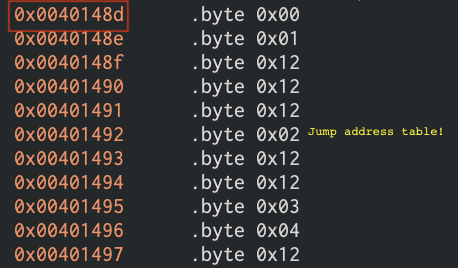 0x0040148d .byte 0x00
0x0040148e .byte 0x01
0x0040148f .byte 0x12
0x00401490 .byte 0x12
0x00401491 .byte 0x12
0x00401492 .byte 0x02 Jump address table!
0x00401493 .byte 0x12
0x00401494 .byte 0x12
0x00401495 .byte 0x03
0x00401496 .byte 0x04
0x00401497 .byte 0x12